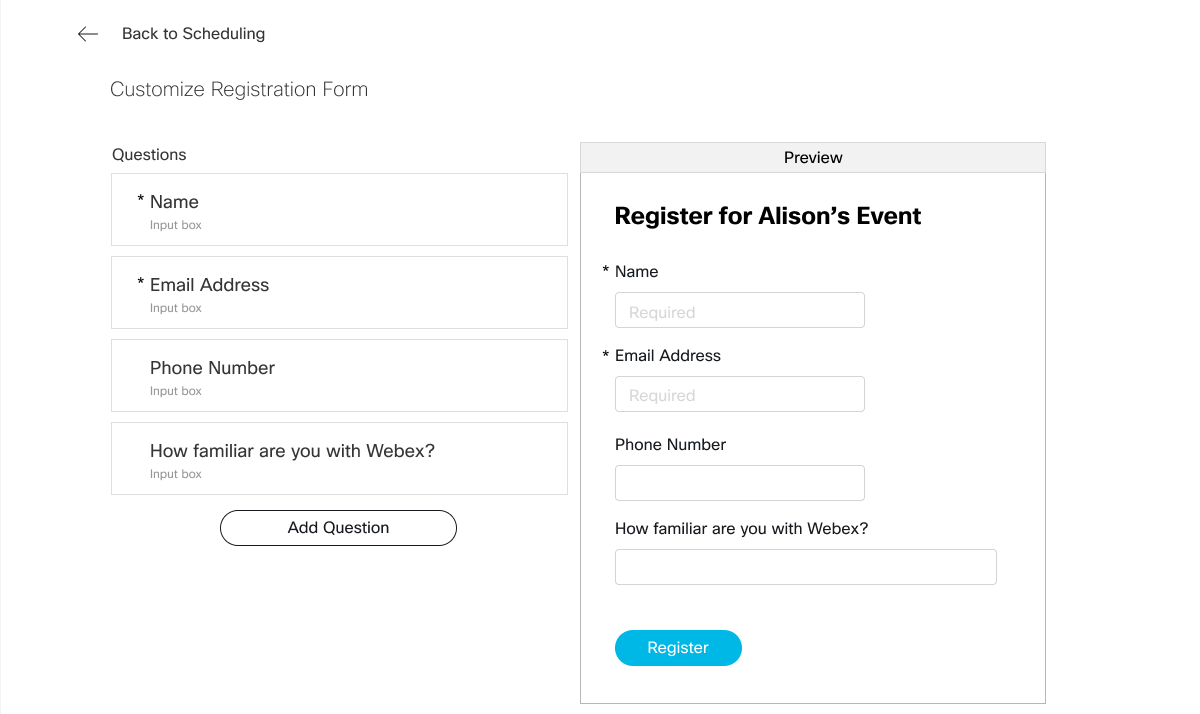 Back to Scheduling
Customize Registration Form
Questions
* Name
Input box
* Email Address
Input box
Phone Number
Input box
How familiar are you with Webex?
Input box
Add Question
Preview
Register for Alison’s Event
* Name
Required
* Email Address
Required
Phone Number
How familiar are you with Webex?
Register